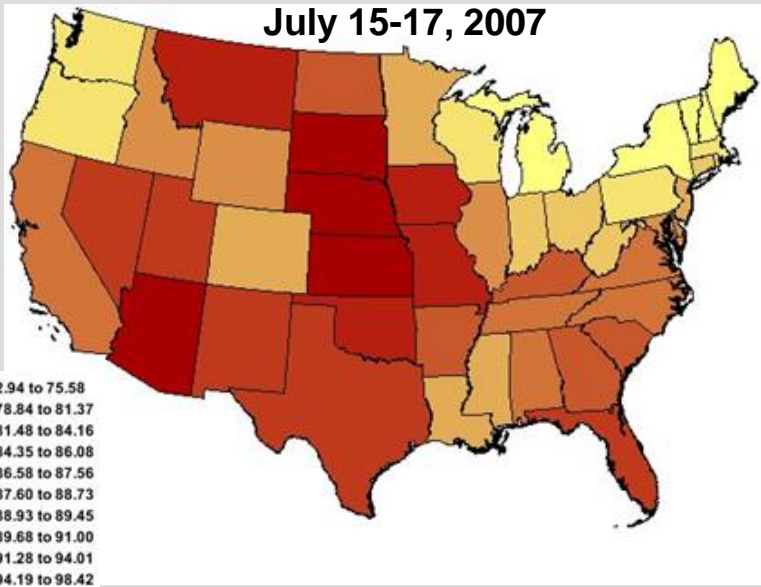 July 15-17, 2007
2.94 to 75.58
78.84 to 81.37
81.48 to 84.16
84.35 to 86.08
86.58 to 87.56
87.60 to 88.73
88.93 to 89.45
89.68 to 91.00
91.28 to 94.01
94.19 to 98.42